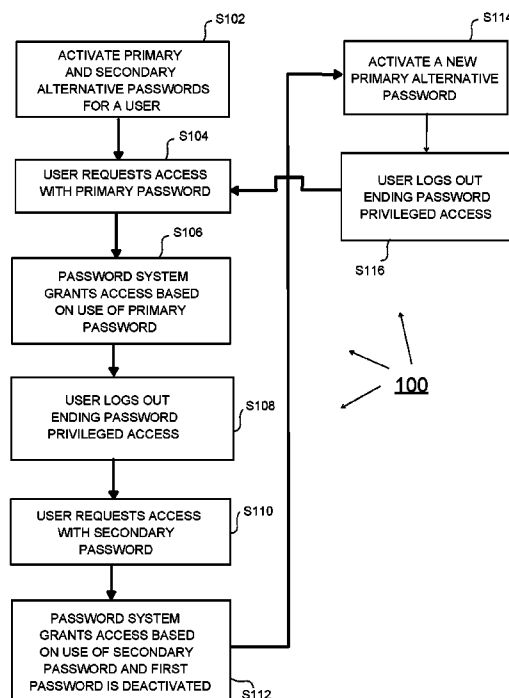 S102
ACTIVATE PRIMARY
AND SECONDARY
ALTERNATIVE PASSWORDS
FOR A USER
S104
USER REQUESTS ACCESS
WITH PRIMARY PASSWORD
S106
PASSWORD SYSTEM
GRANTS ACCESS BASED
ON USE OF PRIMARY
PASSWORD
USER LOGS OUT
ENDING PASSWORD
PRIVILEGED ACCESS
S108
USER REQUESTS ACCESS
WITH SECONDARY
PASSWORD
S110
PASSWORD SYSTEM
GRANTS ACCESS BASED
ON USE OF SECONDARY
PASSWORD AND FIRST
PASSWORD IS DEACTIVATED
S112
S114
ACTIVATE A NEW
PRIMARY ALTERNATIVE
PASSWORD
USER LOGS OUT
ENDING PASSWORD
PRIVILEGED ACCESS
S116
100